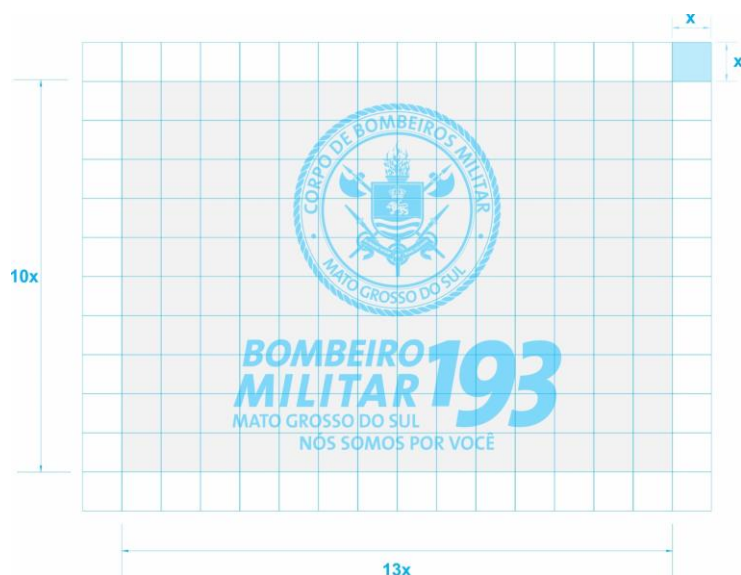 x
x
CORPO DE BOMBEIROS MILITAR
MATO GROSSO DO SUL
10x
BOMBEIRO
MILITAR 193
MATO GROSSO DO SUL
NÓS SOMOS POR VOCÊ
13x